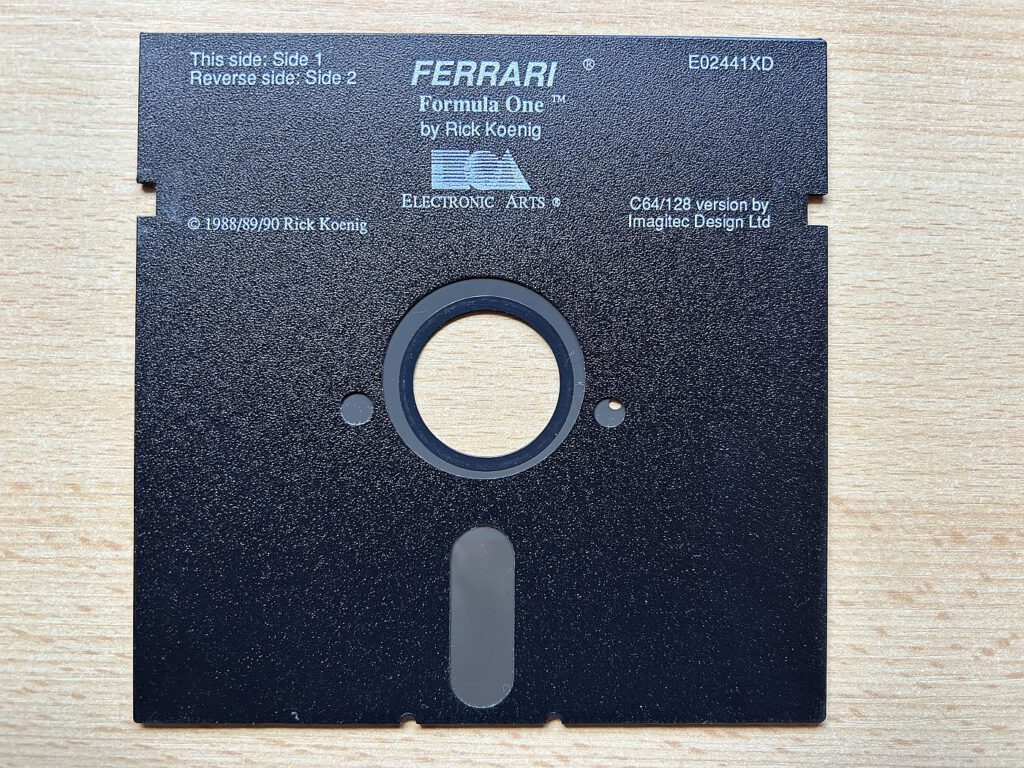 This side: Side 1
Reverse side: Side 2
FERRARI ®
Formula One ™
by Rick Koenig
ECA
ELECTRONIC ARTS ®
E02441XD
© 1988/89/90 Rick Koenig
C64/128 version by
Imagitec Design Ltd